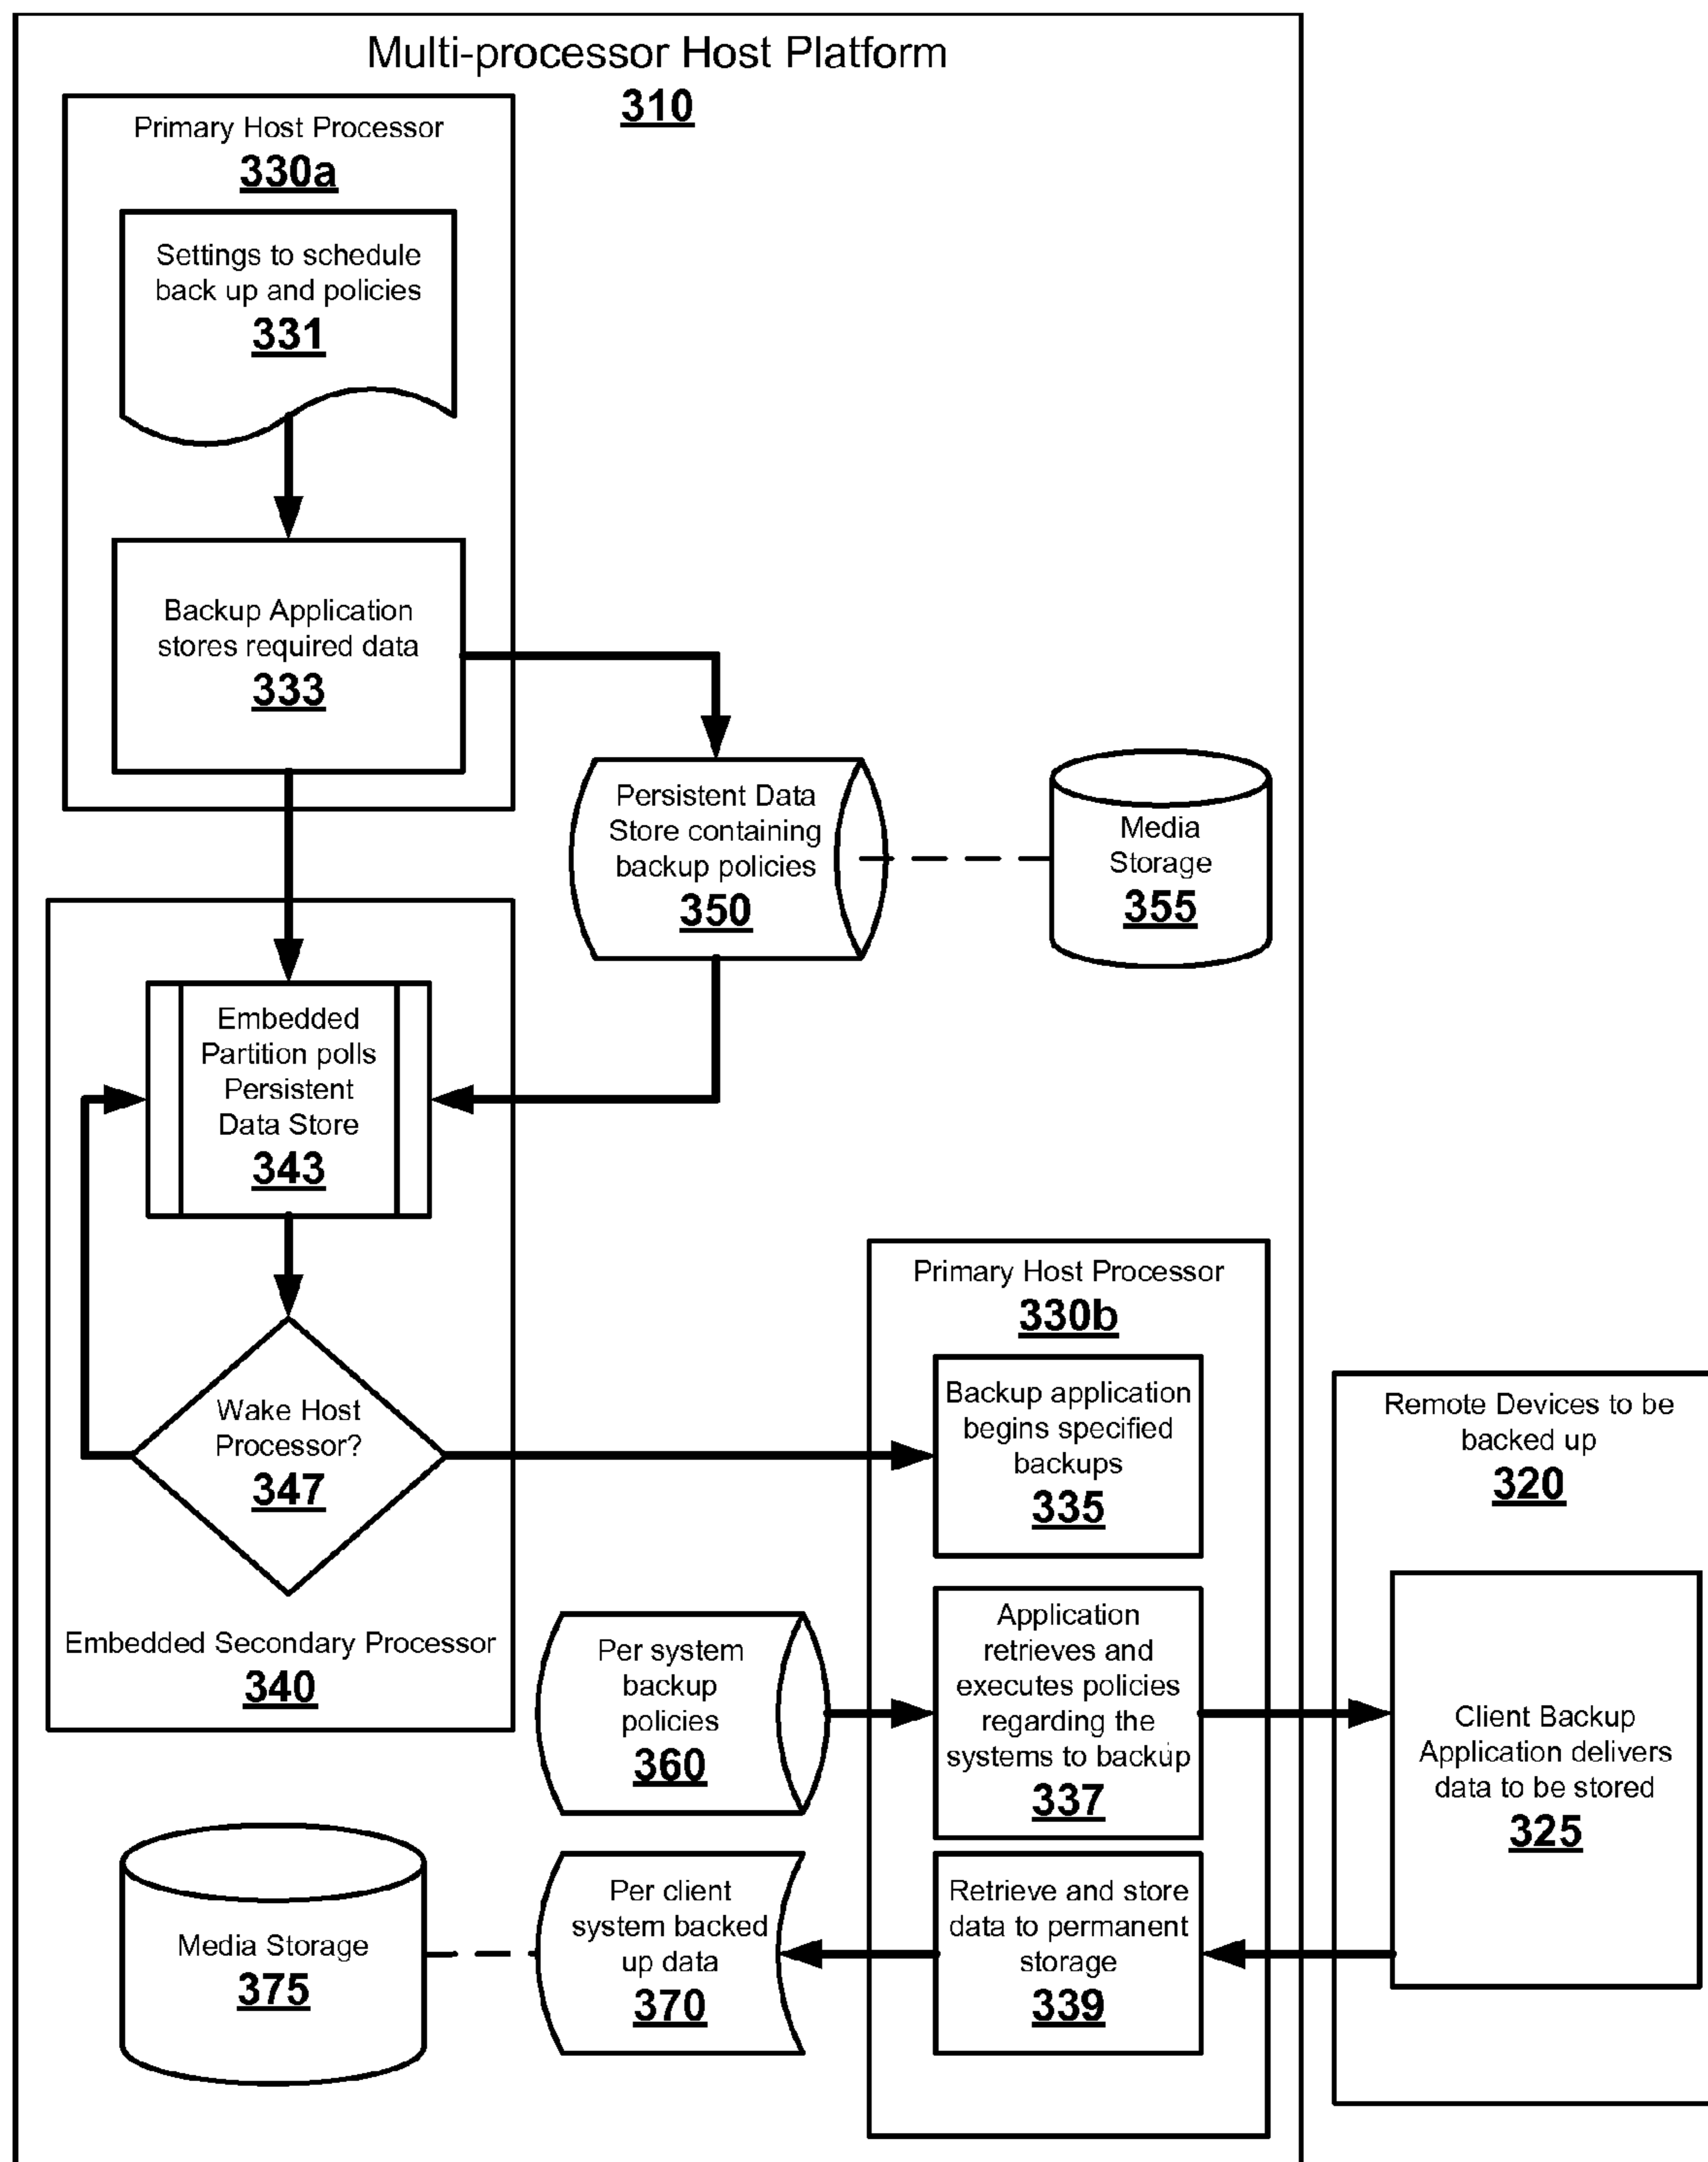 Multi-processor Host Platform
310
Primary Host Processor
330a
Settings to schedule
back up and policies
331
Backup Application
stores required data
333
Persistent Data
Store containing
backup policies
350
Media
Storage
355
Embedded
Partition polls
Persistent
Data Store
343
Wake Host
Processor?
347
Embedded Secondary Processor
340
Primary Host Processor
330b
Backup application
begins specified
backups
335
Remote Devices to be
backed up
320
Per system
backup
policies
360
Application
retrieves and
executes policies
regarding the
systems to backup
337
Client Backup
Application delivers
data to be stored
325
Media Storage
375
Per client
system backed
up data
370
Retrieve and store
data to permanent
storage
339